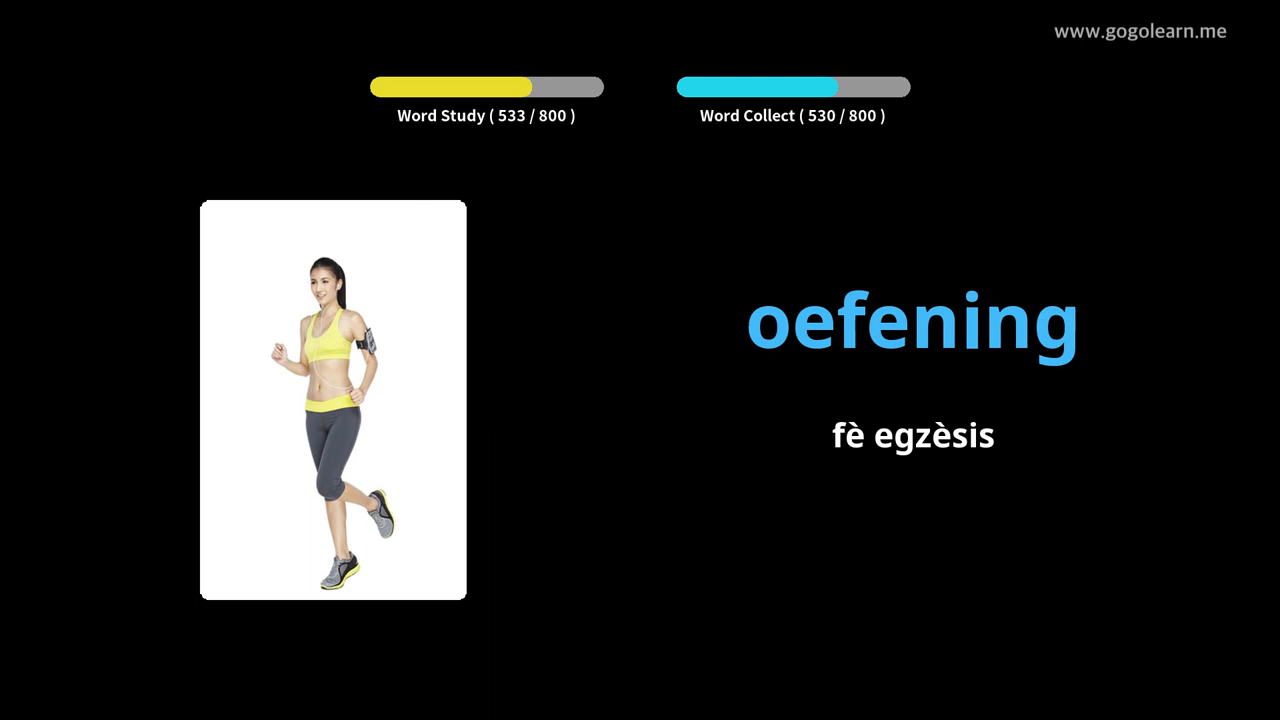 www.gogolearn.me
Word Study ( 533 / 800 )
Word Collect ( 530 / 800 )
oefening
fè egzèsis